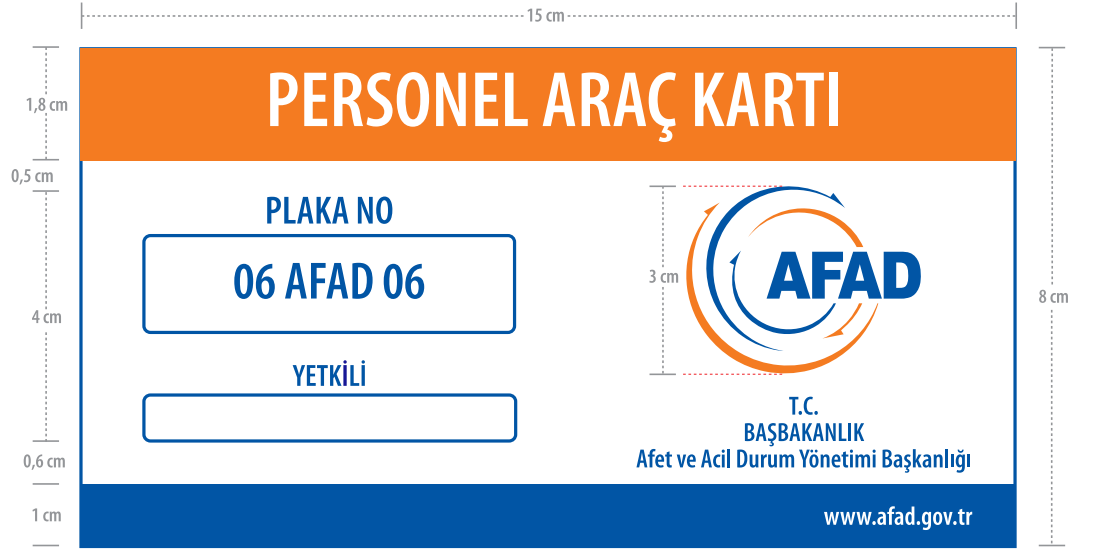 15 cm
PERSONEL ARAÇ KARTI
1,8 cm
0,5 cm
PLAKA NO
06 AFAD 06
AFAD
3 cm
4 cm
8 cm
YETKİLİ
T.C.
BAŞBAKANLIK
Afet ve Acil Durum Yönetimi Başkanlığı
0,6 cm
1 cm
www.afad.gov.tr